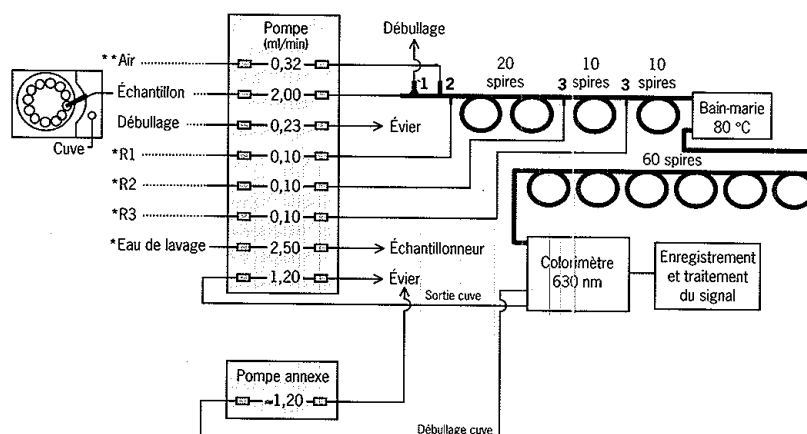 Pompe
(ml/min)
Débullage
**Air
0,32
1
2
20
spires
10
spires
10
spires
Échantillon
2,00
3
3
Bain-marie
80 °C
Débullage
0,23
Évier
Cuve
*R1
0,10
60 spires
*R2
0,10
*R3
0,10
*Eau de lavage
2,50
Échantillonneur
Colorimètre
630 nm
Enregistrement
et traitement
du signal
1,20
Évier
Sortie cuve
Pompe annexe
≈1,20
Débullage cuve